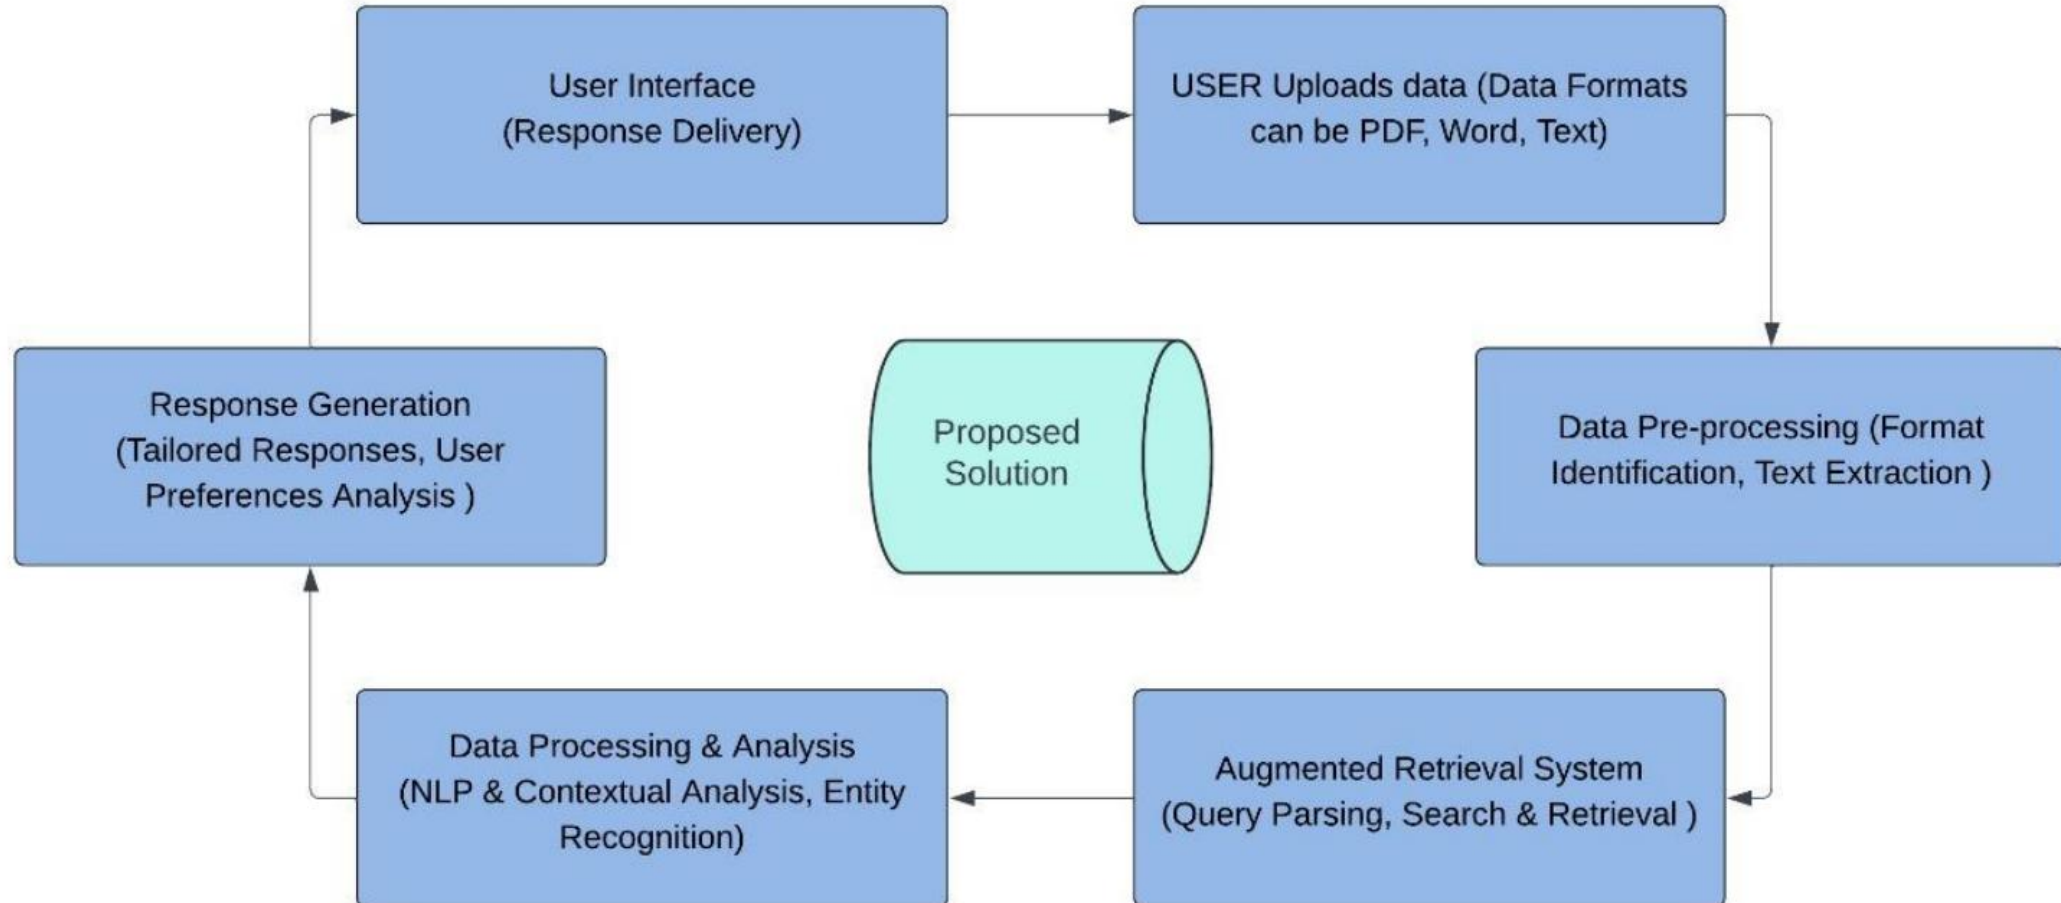 User Interface
(Response Delivery)
USER Uploads data (Data Formats
can be PDF, Word, Text)
Response Generation
(Tailored Responses, User
Preferences Analysis )
Proposed
Solution
Data Pre-processing (Format
Identification, Text Extraction )
Data Processing & Analysis
(NLP & Contextual Analysis, Entity
Recognition)
Augmented Retrieval System
(Query Parsing, Search & Retrieval )